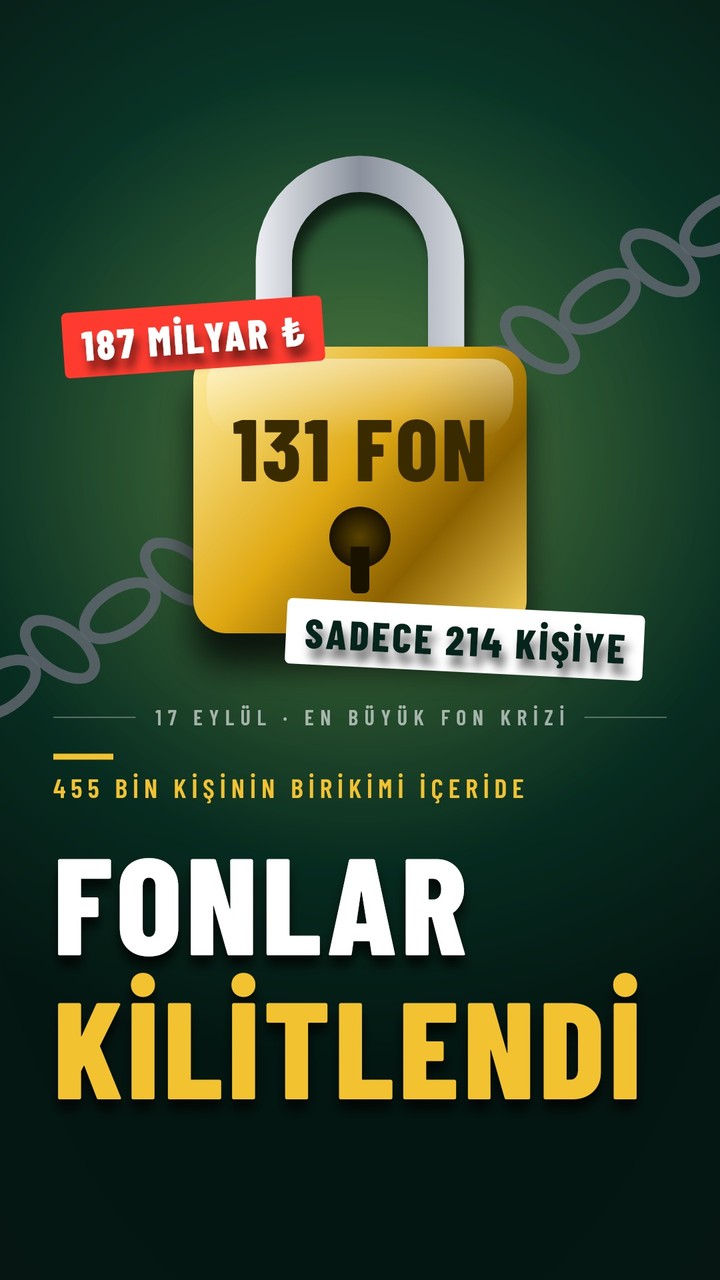 187 MİLYAR ₺
131 FON
SADECE 214 KİŞİYE
17 EYLÜL · EN BÜYÜK FON KRİZİ
455 BİN KİŞİNİN BİRİKİMİ İÇERİDE
FONLAR
KİLİTLENDİ